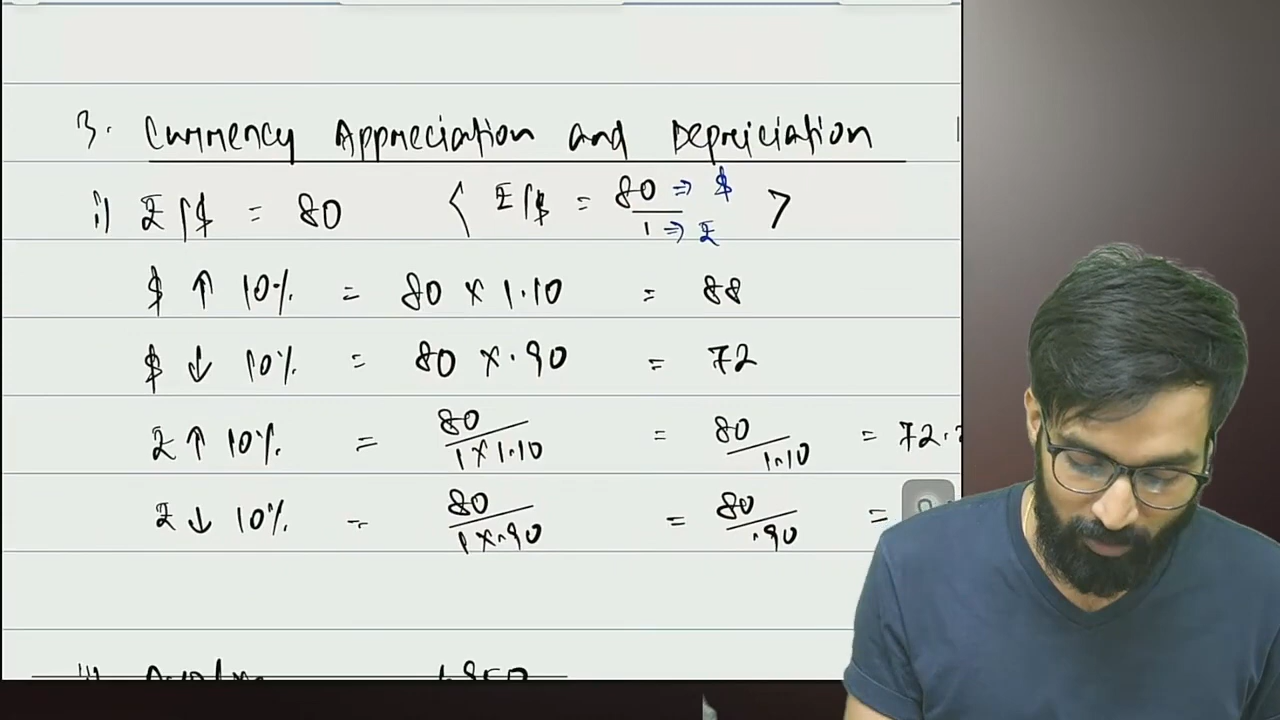 3. Currency Appreciation and Depriciation
i) ₹/$ = 80 < ₹/$ = 80/1 ⇒ $ ⇒ ₹ >
$ ↑ 10% = 80 × 1.10 = 88
$ ↓ 10% = 80 × .90 = 72
₹ ↑ 10% = 80/1×1.10 = 80/1.10 = 72.
₹ ↓ 10% = 80/1×.90 = 80/.90 =